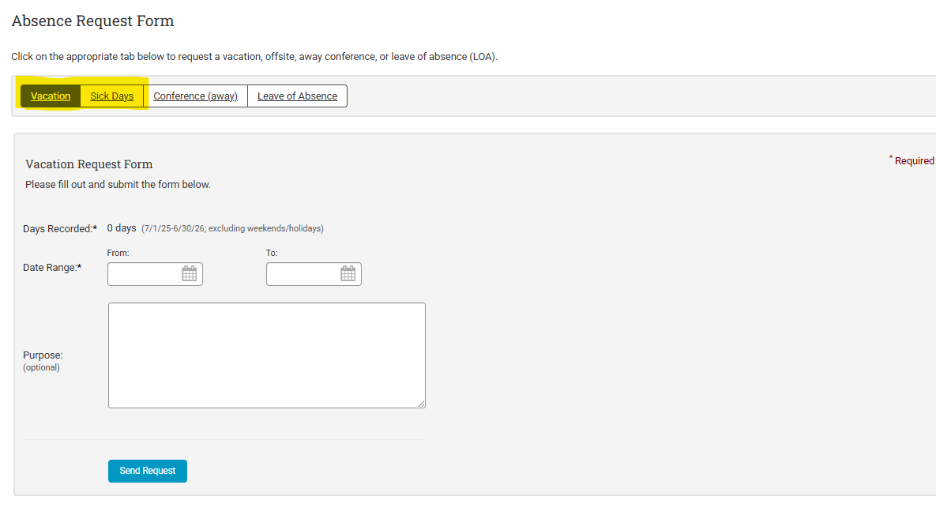 Absence Request Form
Click on the appropriate tab below to request a vacation, offsite, away conference, or leave of absence (LOA).
Vacation Sick Days Conference (away) Leave of Absence
Vacation Request Form
* Required
Please fill out and submit the form below.
Days Recorded:* 0 days (7/1/25-6/30/26; excluding weekends/holidays)
From: To:
Date Range:*
Purpose:
(optional)
Send Request